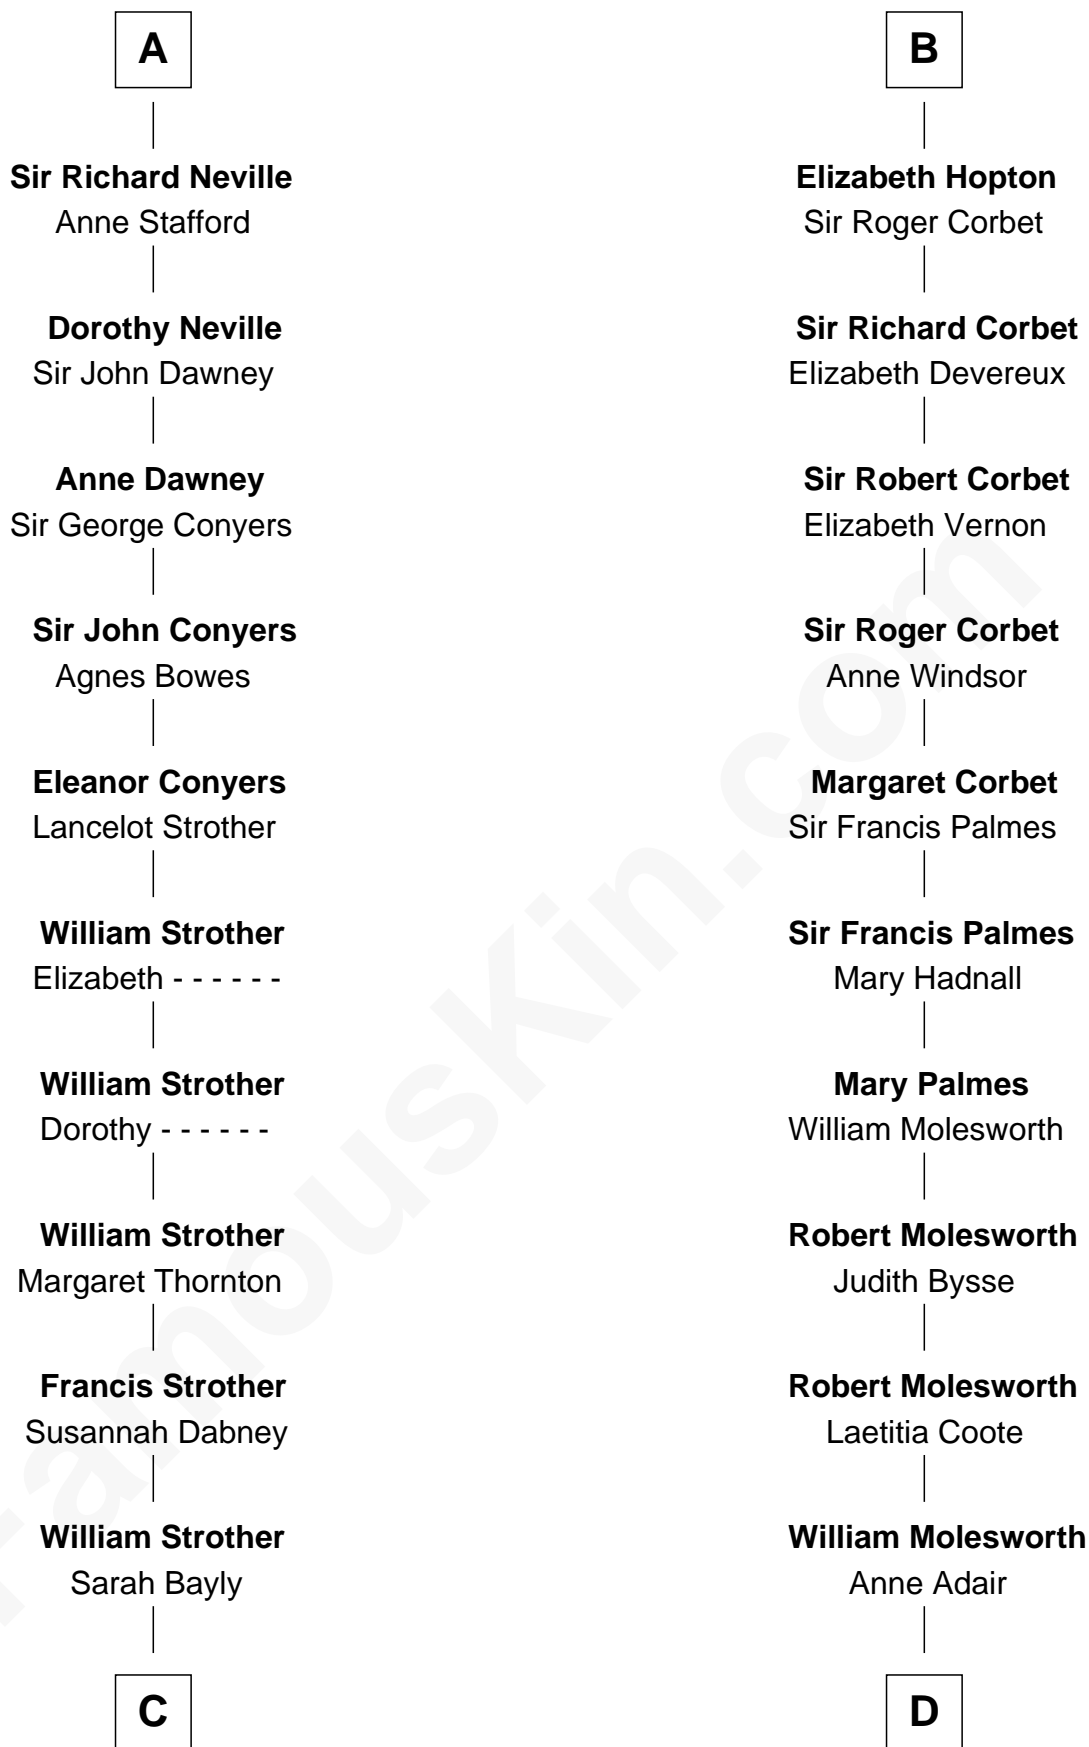 A
Sir Richard Neville
Anne Stafford
Dorothy Neville
Sir John Dawney
Anne Dawney
Sir George Conyers
Sir John Conyers
Agnes Bowes
Eleanor Conyers
Lancelot Strother
William Strother
Elizabeth - - - - - -
William Strother
Dorothy - - - - - -
William Strother
Margaret Thornton
Francis Strother
Susannah Dabney
William Strother
Sarah Bayly
C
B
Elizabeth Hopton
Sir Roger Corbet
Sir Richard Corbet
Elizabeth Devereux
Sir Robert Corbet
Elizabeth Vernon
Sir Roger Corbet
Anne Windsor
Margaret Corbet
Sir Francis Palmes
Sir Francis Palmes
Mary Hadnall
Mary Palmes
William Molesworth
Robert Molesworth
Judith Bysse
Robert Molesworth
Laetitia Coote
William Molesworth
Anne Adair
D
FamousKin.com